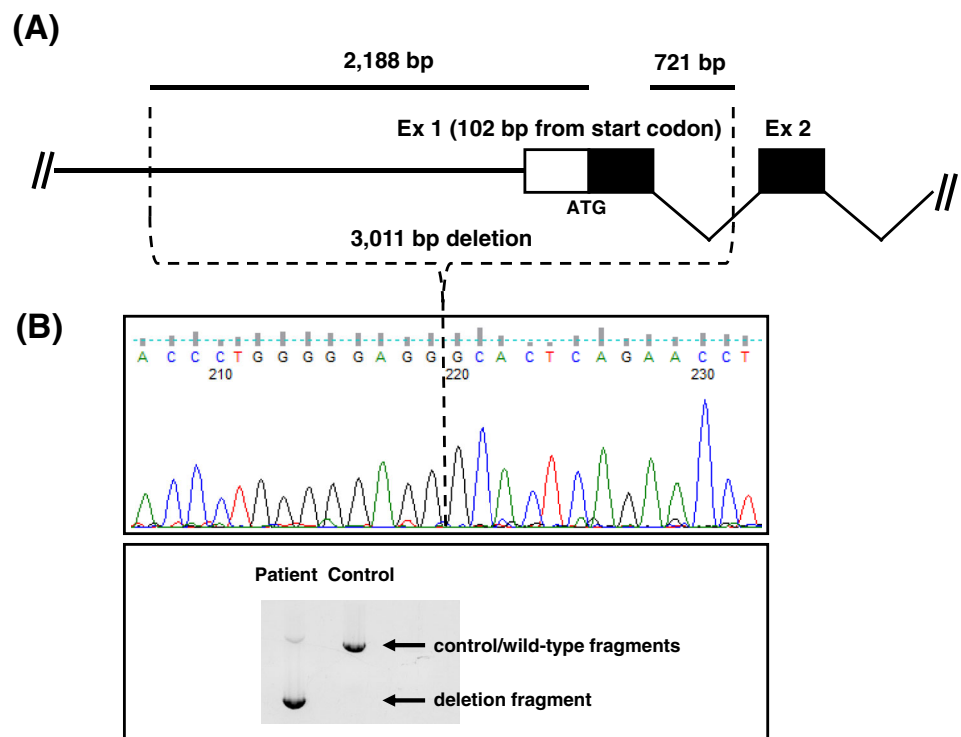 (A)
2,188 bp
721 bp
Ex 1 (102 bp from start codon)
Ex 2
//
//
ATG
3,011 bp deletion
(B)
A C C C T G G G G G A G G G C A C T C A G A A C C T
210 220 230
Patient Control
control/wild-type fragments
deletion fragment